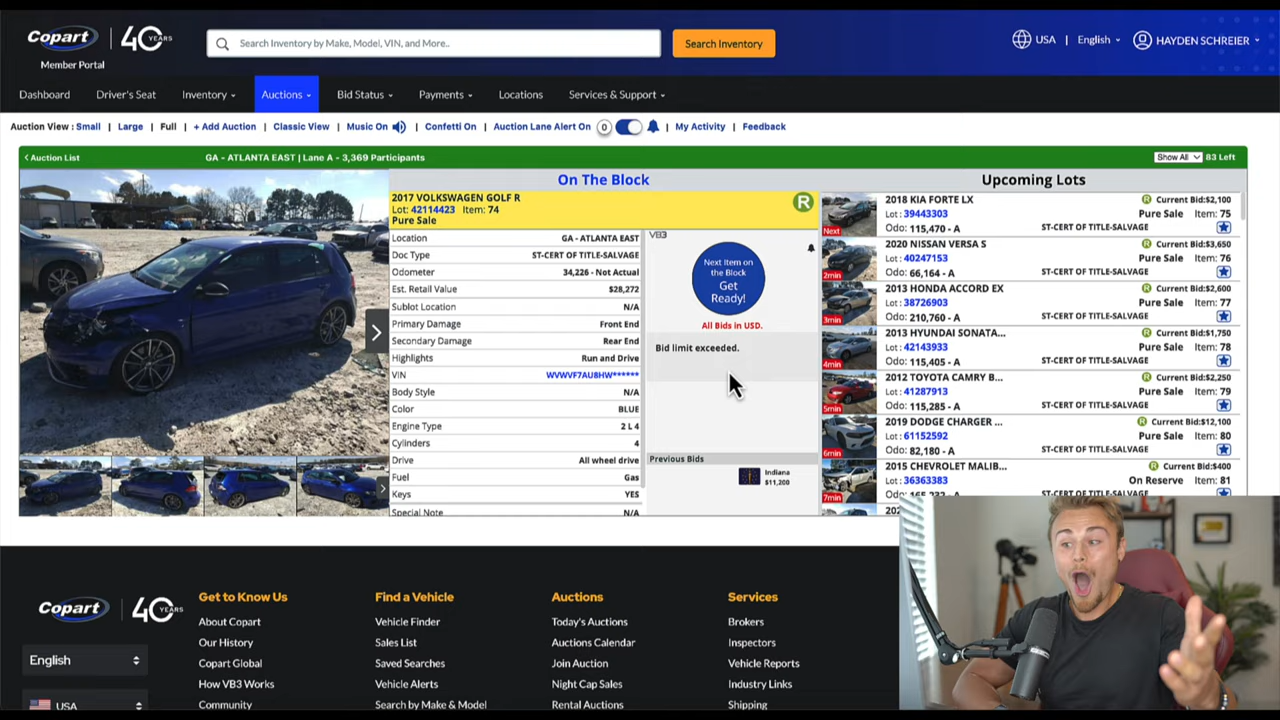 Copart
40 YEARS
Member Portal
Search Inventory by Make, Model, VIN, and More..
Search Inventory
USA | English
HAYDEN SCHREIER
Dashboard
Driver's Seat
Inventory
Auctions
Bid Status
Payments
Locations
Services & Support
Auction View : Small | Large | Full | + Add Auction | Classic View | Music On | Confetti On | Auction Lane Alert On 0 | My Activity | Feedback
Auction List
GA - ATLANTA EAST | Lane A - 3,369 Participants
Show All
83 Left
On The Block
2017 VOLKSWAGEN GOLF R
Lot: 42114423 Item: 74
Pure Sale
R
Location GA - ATLANTA EAST
Doc Type ST-CERT OF TITLE-SALVAGE
Odometer 34,226 - Not Actual
Est. Retail Value $28,272
Sublot Location N/A
Primary Damage Front End
Secondary Damage Rear End
Highlights Run and Drive
VIN WVWVF7AU8HW******
Body Style N/A
Color BLUE
Engine Type 2 L 4
Cylinders 4
Drive All wheel drive
Fuel Gas
Keys YES
Special Note N/A
VB3
Next Item on
the Block
Get
Ready!
All Bids in USD.
Bid limit exceeded.
Previous Bids
Indiana
$11,200
Upcoming Lots
Next
2018 KIA FORTE LX
R Current Bid:$2,100
Lot : 39443303
Pure Sale Item: 75
Odo: 115,470 - A
ST-CERT OF TITLE-SALVAGE
2min
2020 NISSAN VERSA S
R Current Bid:$3,650
Lot : 40247153
Pure Sale Item: 76
Odo: 66,164 - A
ST-CERT OF TITLE-SALVAGE
3min
2013 HONDA ACCORD EX
R Current Bid:$2,600
Lot : 38726903
Pure Sale Item: 77
Odo: 210,760 - A
ST-CERT OF TITLE-SALVAGE
4min
2013 HYUNDAI SONATA...
R Current Bid:$1,750
Lot : 42143933
Pure Sale Item: 78
Odo: 115,405 - A
ST-CERT OF TITLE-SALVAGE
5min
2012 TOYOTA CAMRY B...
R Current Bid:$2,250
Lot : 41287913
Pure Sale Item: 79
Odo: 115,285 - A
ST-CERT OF TITLE-SALVAGE
6min
2019 DODGE CHARGER ...
R Current Bid:$12,100
Lot : 61152592
Pure Sale Item: 80
Odo: 82,180 - A
ST-CERT OF TITLE-SALVAGE
7min
2015 CHEVROLET MALIB...
R Current Bid:$400
Lot : 36363383
On Reserve Item: 81
ST-CERT OF TITLE-SALVAGE
Copart
40 YEARS
English
USA
Get to Know Us
About Copart
Our History
Copart Global
How VB3 Works
Community
Find a Vehicle
Vehicle Finder
Sales List
Saved Searches
Vehicle Alerts
Search by Make & Model
Auctions
Today's Auctions
Auctions Calendar
Join Auction
Night Cap Sales
Rental Auctions
Services
Brokers
Inspectors
Vehicle Reports
Industry Links
Shipping